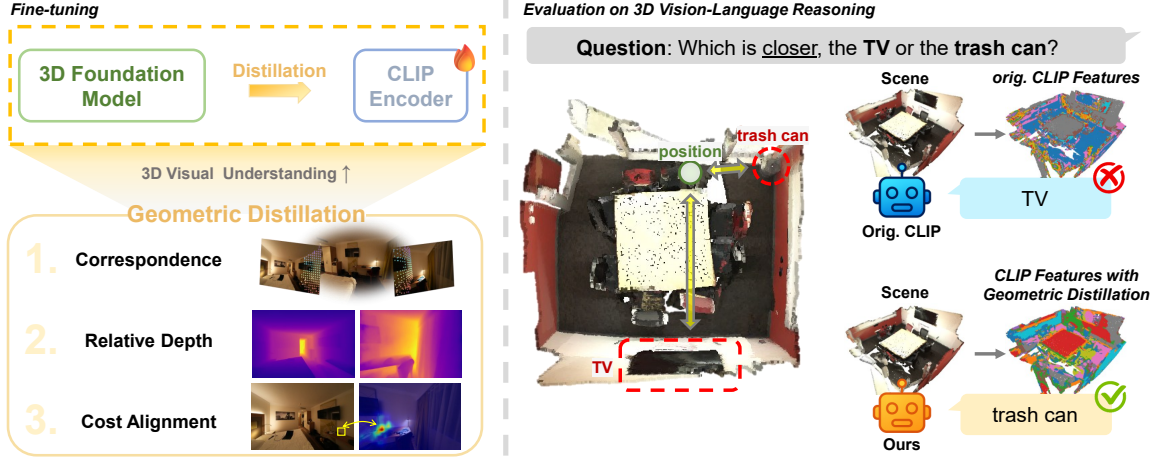 Fine-tuning
3D Foundation
Model
Distillation
CLIP
Encoder
3D Visual Understanding ↑
Geometric Distillation
1. Correspondence
2. Relative Depth
3. Cost Alignment
Evaluation on 3D Vision-Language Reasoning
Question: Which is closer, the TV or the trash can?
trash can
position
TV
Scene
orig. CLIP Features
TV
Orig. CLIP
Scene
CLIP Features with
Geometric Distillation
trash can
Ours